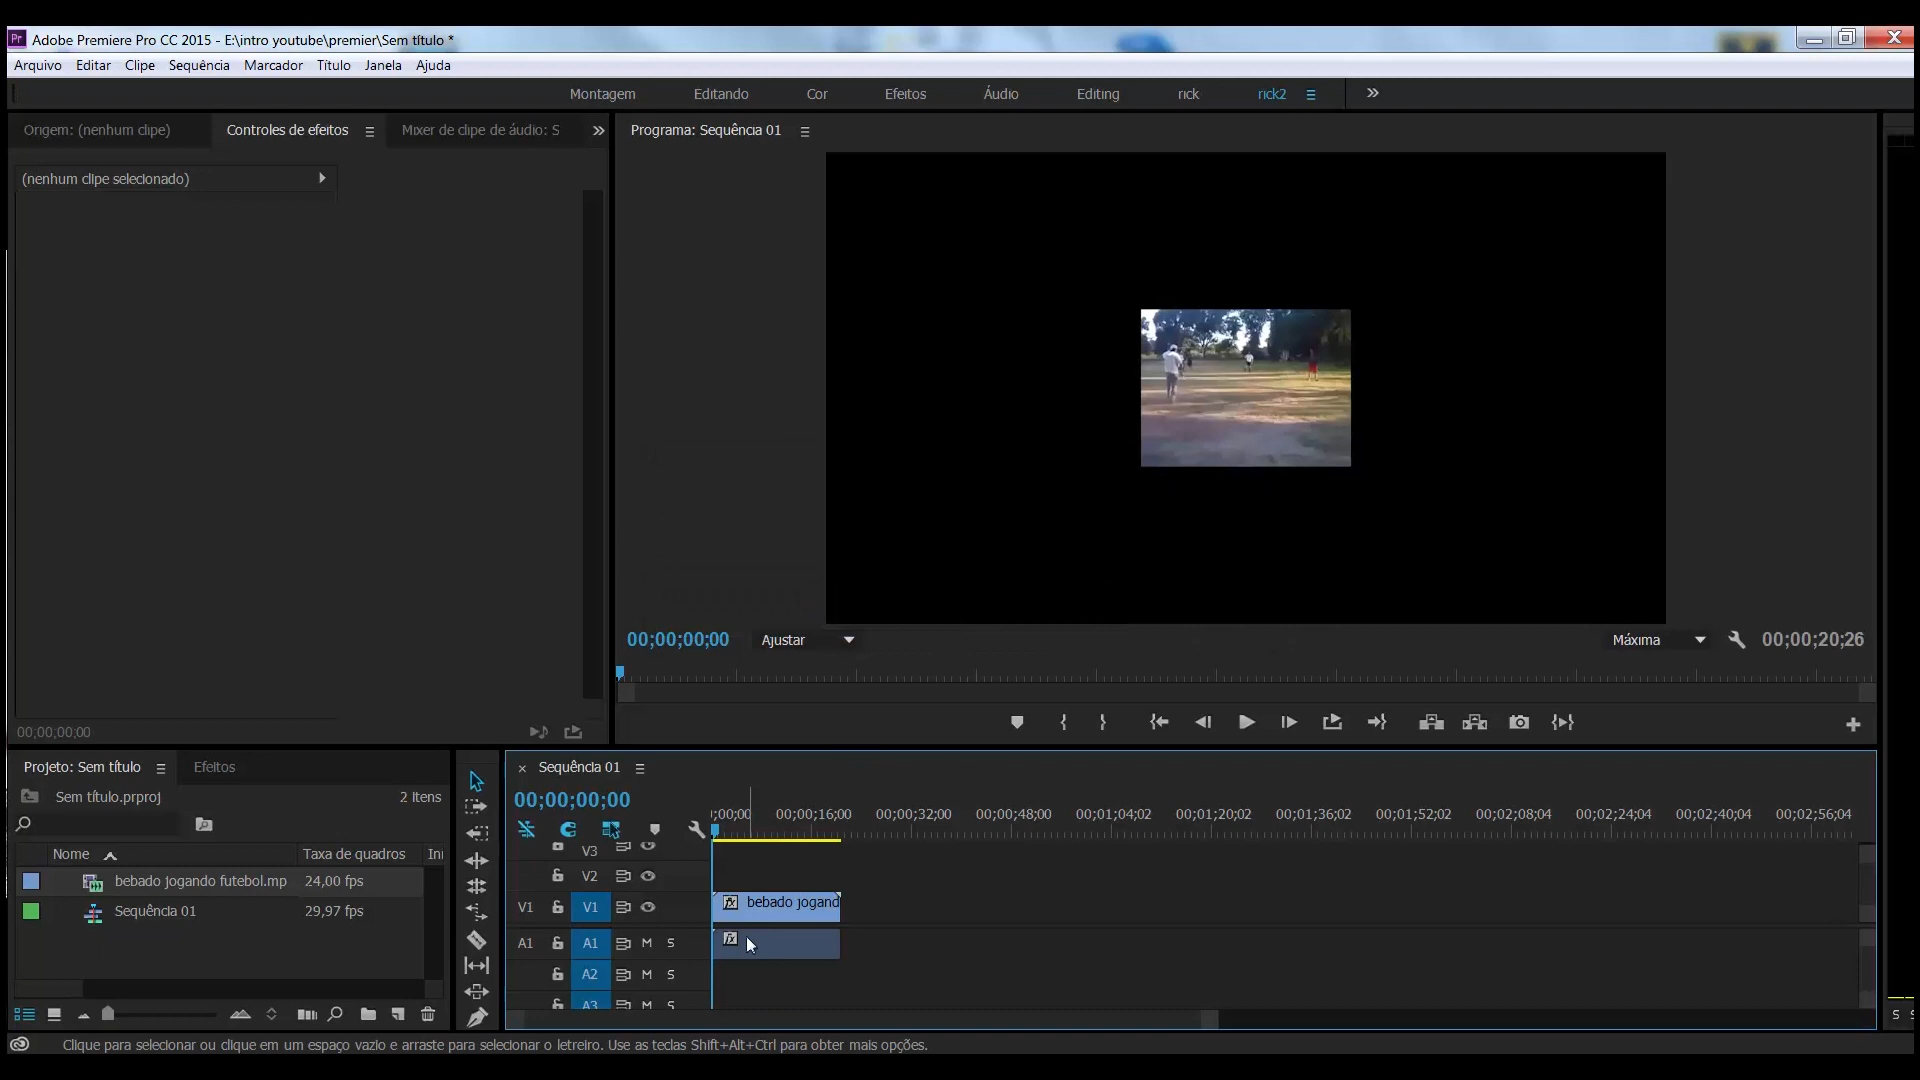 Adobe Premiere Pro CC 2015 - E:\intro youtube\premier\Sem título *
Arquivo Editar Clipe Sequência Marcador Título Janela Ajuda
Montagem Editando Cor Efeitos Áudio Editing rick rick2
Origem: (nenhum clipe) Controles de efeitos Mixer de clipe de áudio: S
Programa: Sequência 01
(nenhum clipe selecionado)
00;00;00;00 Ajustar Máxima 00;00;20;26
00;00;00;00
Projeto: Sem título Efeitos
Sem título.prproj 2 Itens
Nome Taxa de quadros Iní
bebado jogando futebol.mp 24,00 fps
Sequência 01 29,97 fps
Sequência 01
00;00;00;00
;00;00 00;00;16;00 00;00;32;00 00;00;48;00 00;01;04;02 00;01;20;02 00;01;36;02 00;01;52;02 00;02;08;04 00;02;24;04 00;02;40;04 00;02;56;04
V3
V2
V1 V1 fx bebado jogand
A1 A1 M S fx
A2 M S
A3 M S
S S
Clique para selecionar ou clique em um espaço vazio e arraste para selecionar o letreiro. Use as teclas Shift+Alt+Ctrl para obter mais opções.